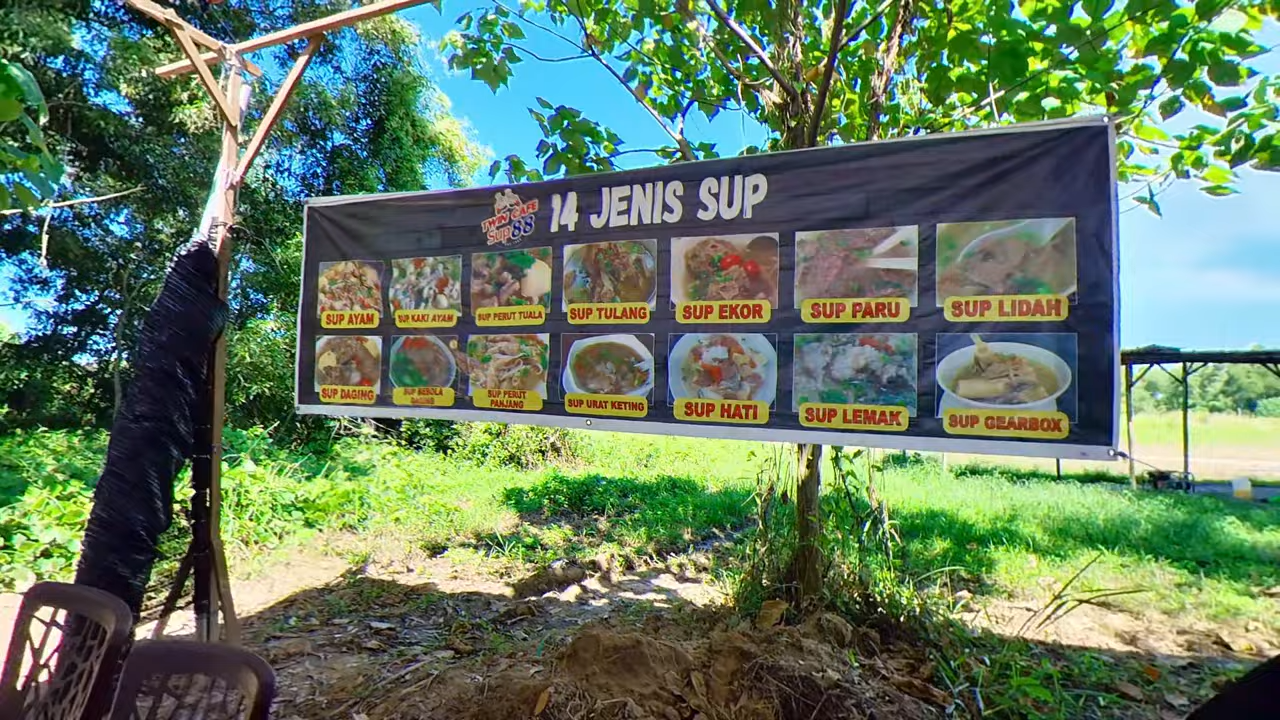 TWIN CAFE
Sup88
14 JENIS SUP
SUP AYAM
SUP KAKI AYAM
SUP PERUT TUALA
SUP TULANG
SUP EKOR
SUP PARU
SUP LIDAH
SUP DAGING
SUP BEBOLA
DAGING
SUP PERUT
PANJANG
SUP URAT KETING
SUP HATI
SUP LEMAK
SUP GEARBOX